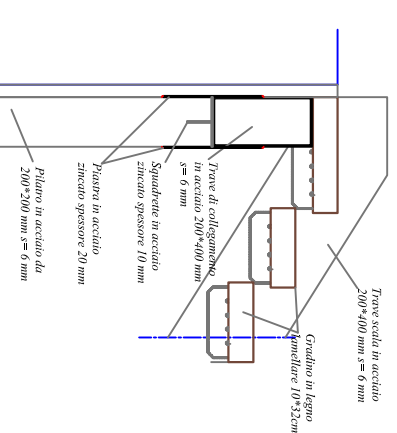 Trave scala in acciaio
200*400 mm s= 6 mm
Gradino in legno
lamellare 10*32cm
Trave di collegamento
in acciaio 200*400 mm
s= 6 mm
Squadrette in acciaio
zincato spessore 10 mm
Piastra in acciaio
zincato spessore 20 mm
Pilatro in acciaio da
200*200 mm s= 6 mm